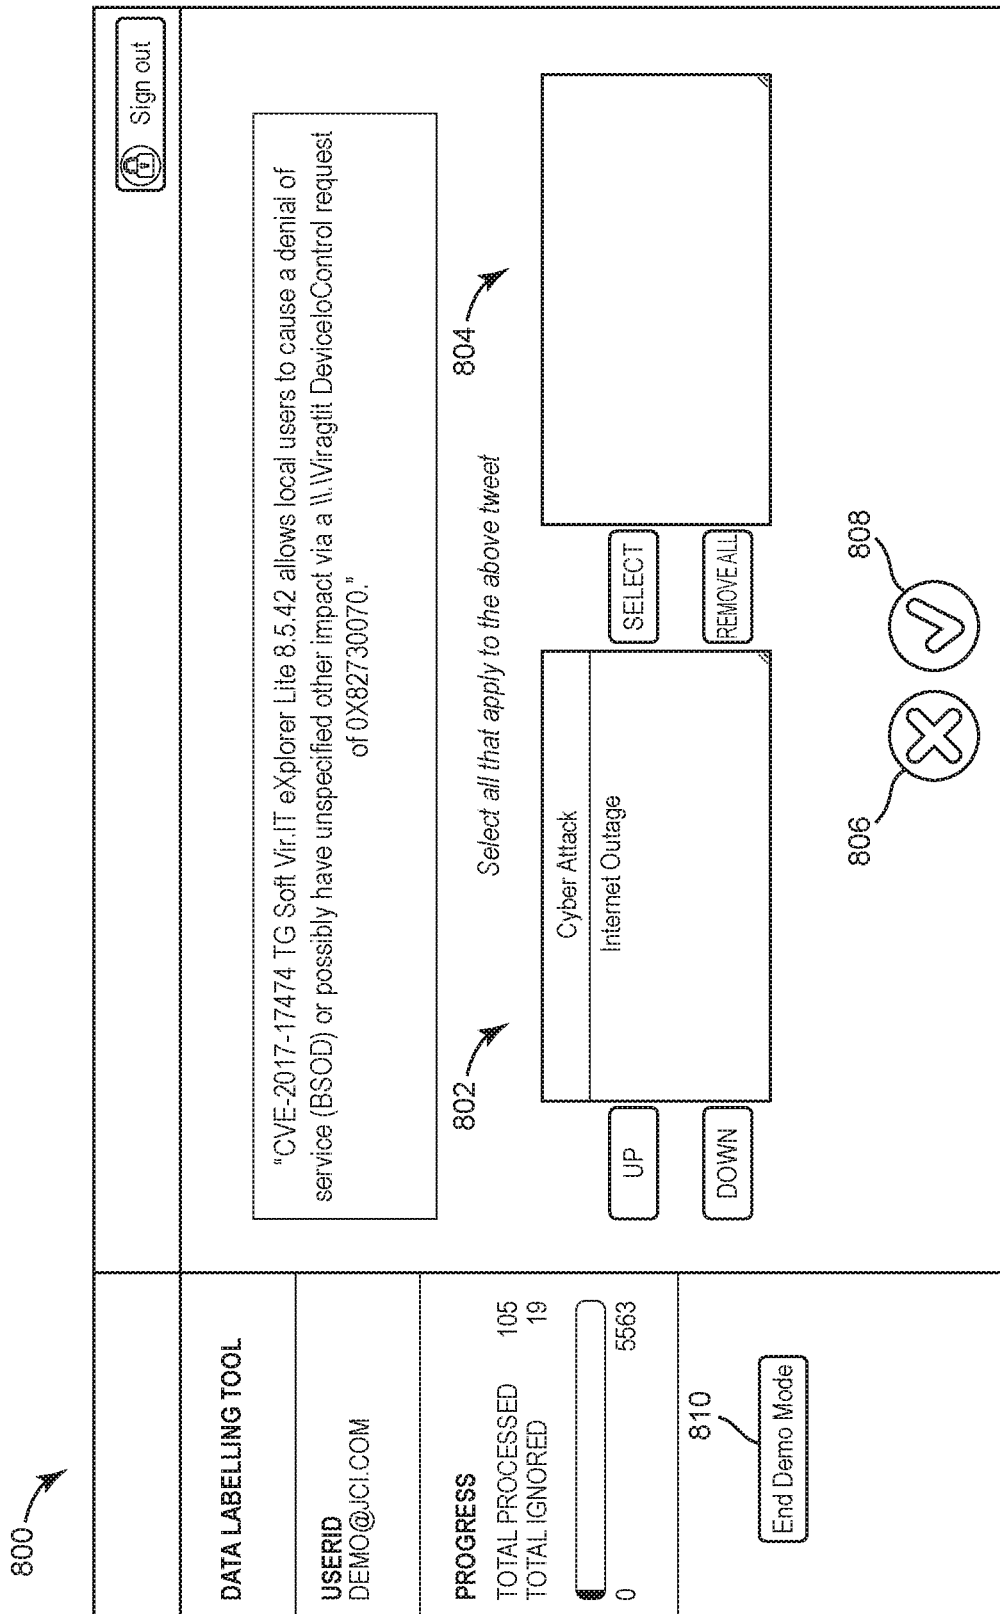 800
Sign out
DATA LABELLING TOOL
USERID
DEMO@JCI.COM
PROGRESS
TOTAL PROCESSED 105
TOTAL IGNORED 19
0 5563
810
End Demo Mode
"CVE-2017-17474 TG Soft Vir.IT eXplorer Lite 8.5.42 allows local users to cause a denial of
service (BSOD) or possibly have unspecified other impact via a \\\.\Viragtlt DeviceIoControl request
of 0X82730070."
Select all that apply to the above tweet
802
804
UP
DOWN
Cyber Attack
Internet Outage
SELECT
REMOVE ALL
806
808